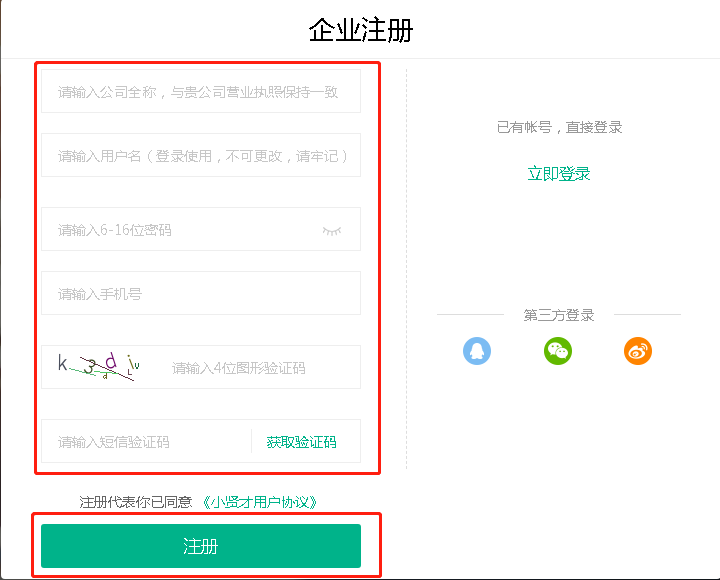 企业注册
请输入公司全称，与贵公司营业执照保持一致
请输入用户名（登录使用，不可更改，请牢记）
请输入6-16位密码
请输入手机号
k3di 请输入4位图形验证码
请输入短信验证码 获取验证码
注册代表你已同意 《小贤才用户协议》
注册
已有帐号，直接登录
立即登录
第三方登录